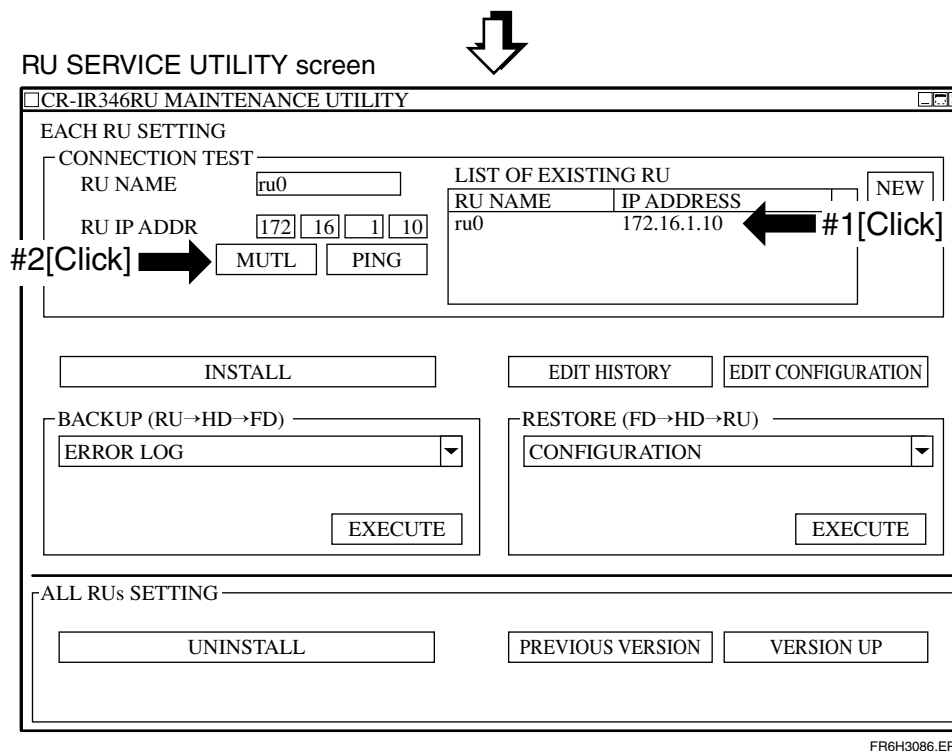 RU SERVICE UTILITY screen
CR-IR346RU MAINTENANCE UTILITY
EACH RU SETTING
CONNECTION TEST
RU NAME ru0
RU IP ADDR 172 16 1 10
#2[Click] MUTL PING
LIST OF EXISTING RU
RU NAME IP ADDRESS
ru0 172.16.1.10
NEW
#1[Click]
INSTALL EDIT HISTORY EDIT CONFIGURATION
BACKUP (RU→HD→FD)
ERROR LOG
EXECUTE
RESTORE (FD→HD→RU)
CONFIGURATION
EXECUTE
ALL RUs SETTING
UNINSTALL PREVIOUS VERSION VERSION UP